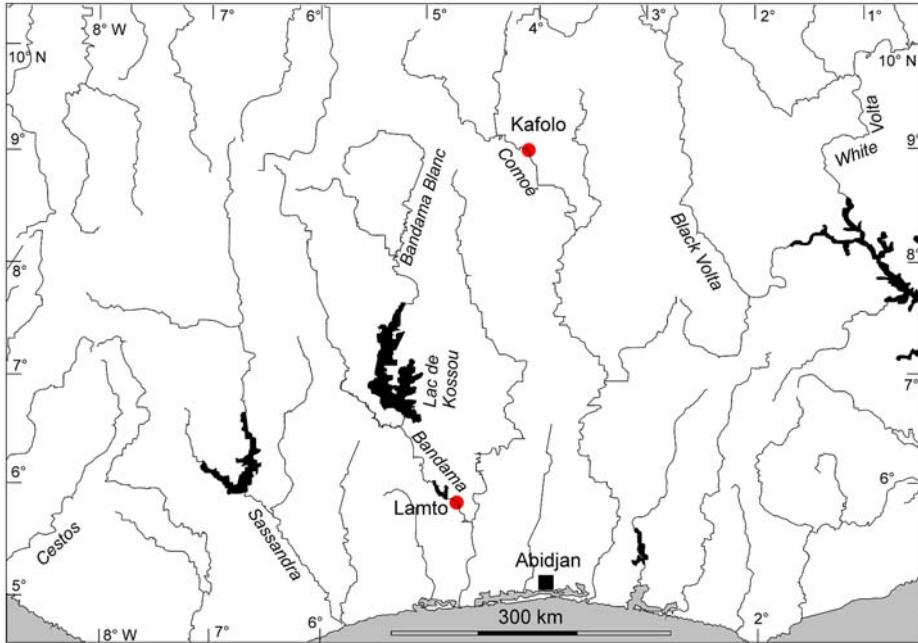 8° W
7°
6°
5°
4°
3°
2°
1°
10° N
10° N
Volta
Kafolo
9°
9°
White
Comoé
Bandama Blanc
Black Volta
8°
8°
Lac de
Kossou
7°
7°
Bandama
6°
6°
Lamto
Sassandra
Cestos
Abidjan
5°
300 km
8° W
7°
6°
2°